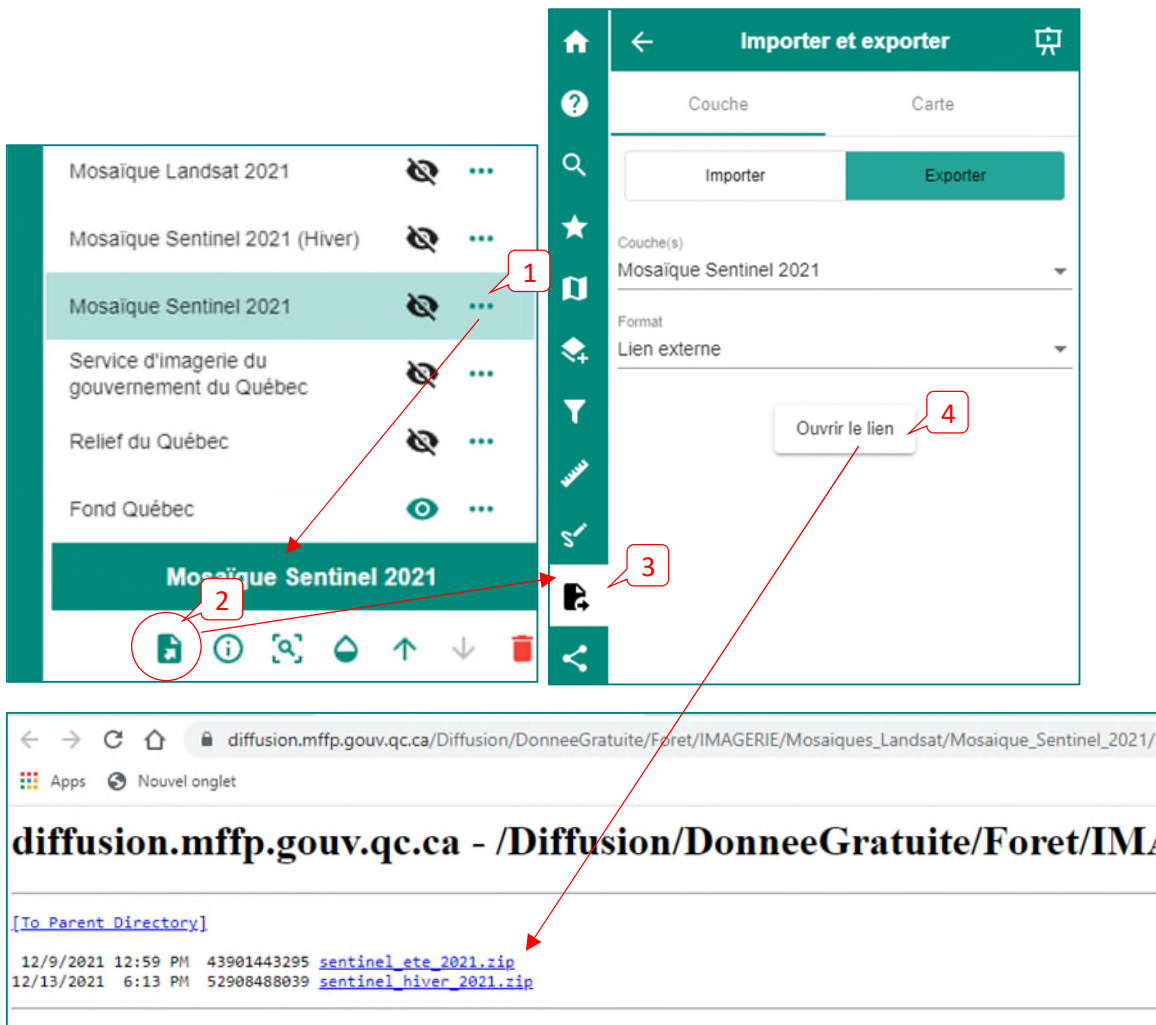 Mosaïque Landsat 2021
Mosaïque Sentinel 2021 (Hiver)
Mosaïque Sentinel 2021
1
Service d'imagerie du
gouvernement du Québec
Relief du Québec
Fond Québec
Mosaïque Sentinel 2021
2
Importer et exporter
Couche
Carte
Importer
Exporter
Couche(s)
Mosaïque Sentinel 2021
Format
Lien externe
Ouvrir le lien
4
3
diffusion.mffp.gouv.qc.ca/Diffusion/DonneeGratuite/Foret/IMAGERIE/Mosaiques_Landsat/Mosaique_Sentinel_2021/
Apps Nouvel onglet
diffusion.mffp.gouv.qc.ca - /Diffusion/DonneeGratuite/Foret/IMA
[To Parent Directory]
12/9/2021 12:59 PM 43901443295 sentinel_ete_2021.zip
12/13/2021 6:13 PM 52908488039 sentinel_hiver_2021.zip